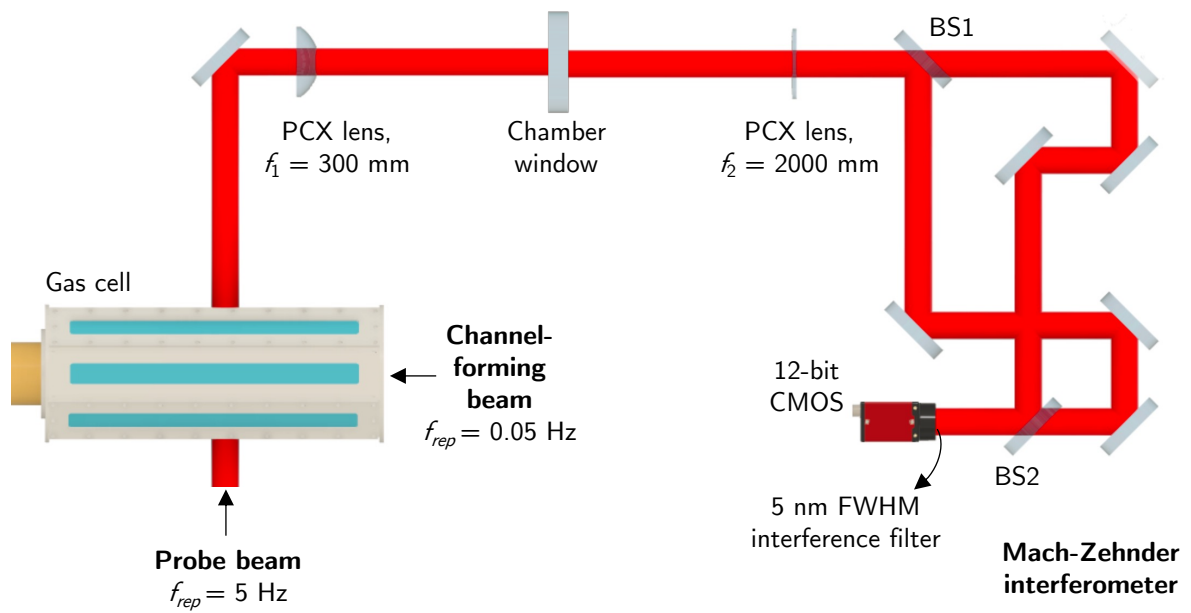 BS1
PCX lens,
f₁ = 300 mm
Chamber
window
PCX lens,
f₂ = 2000 mm
Gas cell
Channel-
forming
beam
fᵣₑₚ = 0.05 Hz
12-bit
CMOS
BS2
5 nm FWHM
interference filter
Probe beam
fᵣₑₚ = 5 Hz
Mach-Zehnder
interferometer